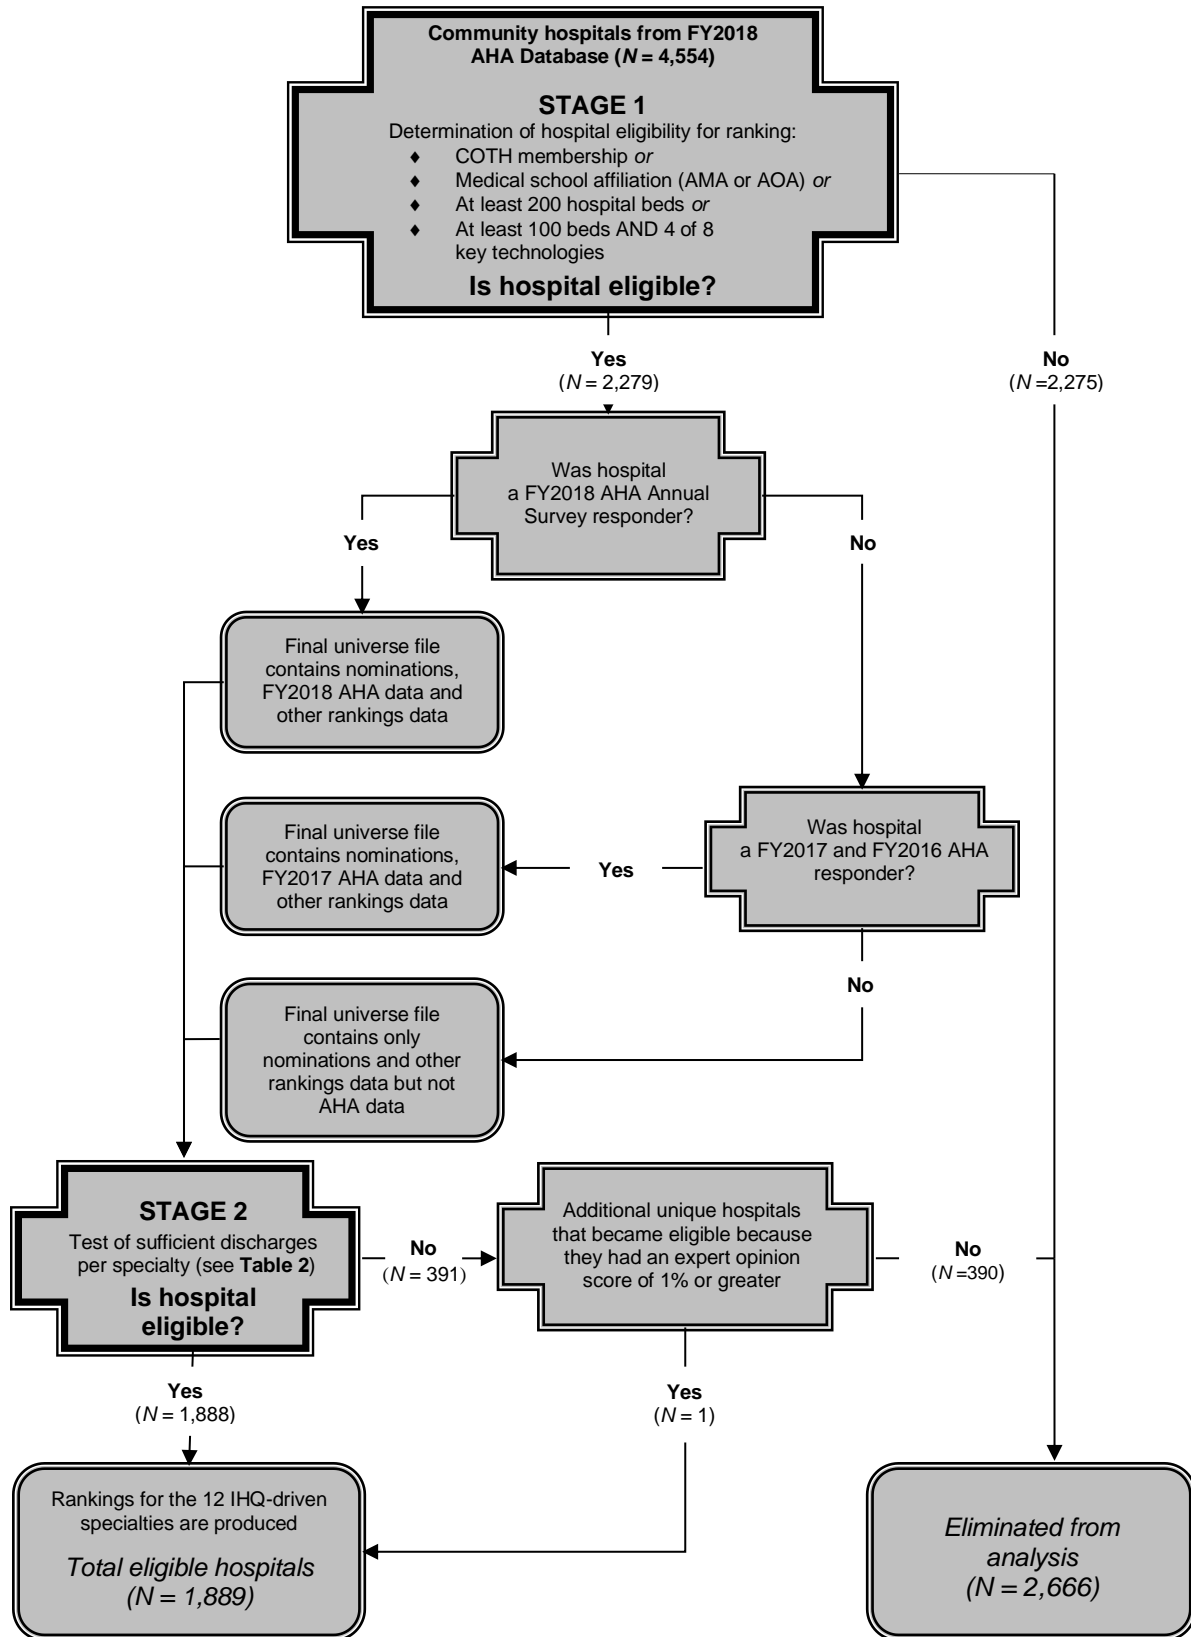 Community hospitals from FY2018
AHA Database (N = 4,554)
STAGE 1
Determination of hospital eligibility for ranking:
♦ COTH membership or
♦ Medical school affiliation (AMA or AOA) or
♦ At least 200 hospital beds or
♦ At least 100 beds AND 4 of 8
key technologies
Is hospital eligible?
Yes
(N = 2,279)
No
(N =2,275)
Was hospital
a FY2018 AHA Annual
Survey responder?
Yes
No
Final universe file
contains nominations,
FY2018 AHA data and
other rankings data
Final universe file
contains nominations,
FY2017 AHA data and
other rankings data
Yes
Was hospital
a FY2017 and FY2016 AHA
responder?
No
Final universe file
contains only
nominations and other
rankings data but not
AHA data
STAGE 2
Test of sufficient discharges
per specialty (see Table 2)
Is hospital
eligible?
No
(N = 391)
Additional unique hospitals
that became eligible because
they had an expert opinion
score of 1% or greater
No
(N =390)
Yes
(N = 1,888)
Yes
(N = 1)
Rankings for the 12 IHQ-driven
specialties are produced
Total eligible hospitals
(N = 1,889)
Eliminated from
analysis
(N = 2,666)